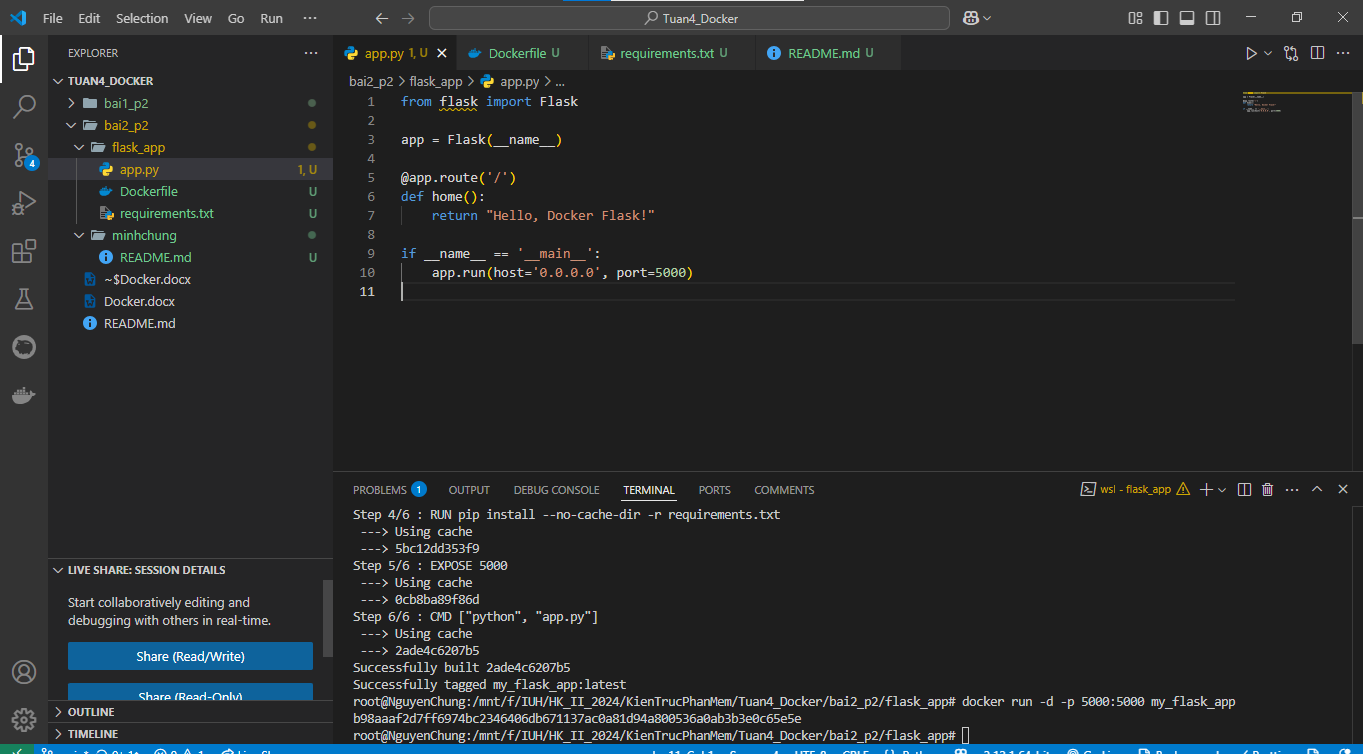 File Edit Selection View Go Run ··· Tuan4_Docker
EXPLORER ···
TUAN4_DOCKER
bai1_p2
bai2_p2
flask_app
app.py 1, U
Dockerfile U
requirements.txt U
minhchung
README.md U
~$Docker.docx
Docker.docx
README.md
4
LIVE SHARE: SESSION DETAILS
Start collaboratively editing and
debugging with others in real-time.
Share (Read/Write)
Share (Read-Only)
OUTLINE
TIMELINE
app.py 1, U Dockerfile U requirements.txt U README.md U
bai2_p2 > flask_app > app.py > ...
1 from flask import Flask
2
3 app = Flask(__name__)
4
5 @app.route('/')
6 def home():
7 return "Hello, Docker Flask!"
8
9 if __name__ == '__main__':
10 app.run(host='0.0.0.0', port=5000)
11
PROBLEMS 1 OUTPUT DEBUG CONSOLE TERMINAL PORTS COMMENTS wsl - flask_app
Step 4/6 : RUN pip install --no-cache-dir -r requirements.txt
---> Using cache
---> 5bc12dd353f9
Step 5/6 : EXPOSE 5000
---> Using cache
---> 0cb8ba89f86d
Step 6/6 : CMD ["python", "app.py"]
---> Using cache
---> 2ade4c6207b5
Successfully built 2ade4c6207b5
Successfully tagged my_flask_app:latest
root@NguyenChung:/mnt/f/IUH/HK_II_2024/KienTrucPhanMem/Tuan4_Docker/bai2_p2/flask_app# docker run -d -p 5000:5000 my_flask_app
b98aaaf2d7ff6974bc2346406db671137ac0a81d94a800536a0ab3b3e0c65e5e
root@NguyenChung:/mnt/f/IUH/HK_II_2024/KienTrucPhanMem/Tuan4_Docker/bai2_p2/flask_app#